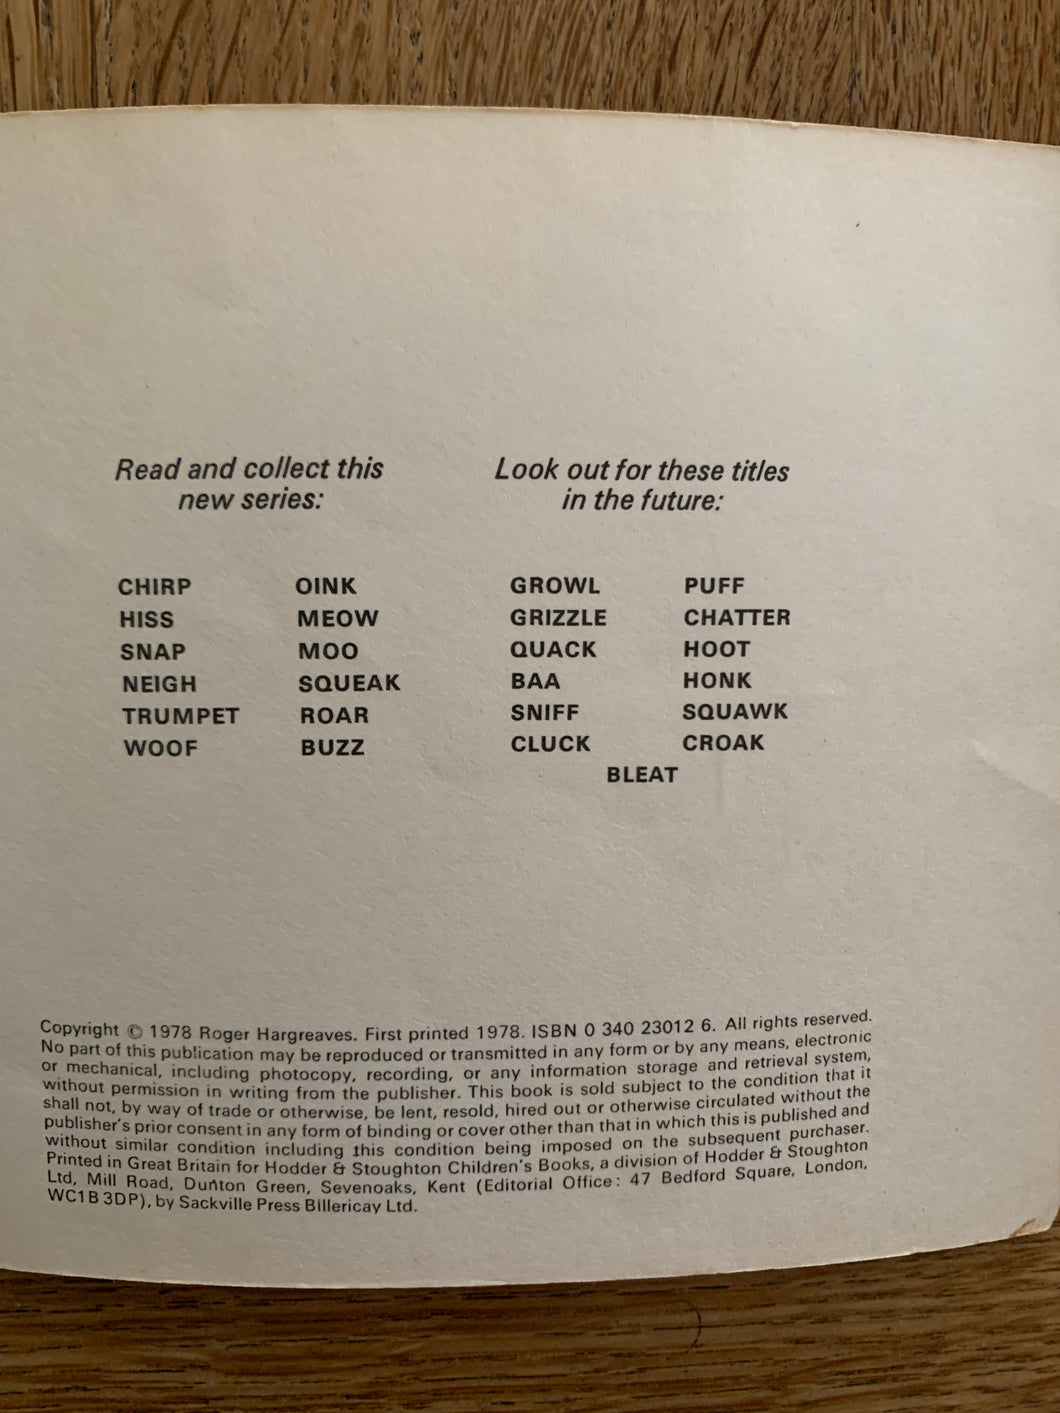 Read and collect this
new series:
CHIRP OINK
HISS MEOW
SNAP MOO
NEIGH SQUEAK
TRUMPET ROAR
WOOF BUZZ
Look out for these titles
in the future:
GROWL PUFF
GRIZZLE CHATTER
QUACK HOOT
BAA HONK
SNIFF SQUAWK
CLUCK CROAK
BLEAT
Copyright © 1978 Roger Hargreaves. First printed 1978. ISBN 0 340 23012 6. All rights reserved.
No part of this publication may be reproduced or transmitted in any form or by any means, electronic
or mechanical, including photocopy, recording, or any information storage and retrieval system,
without permission in writing from the publisher. This book is sold subject to the condition that it
shall not, by way of trade or otherwise, be lent, resold, hired out or otherwise circulated without the
publisher's prior consent in any form of binding or cover other than that in which this is published and
without similar condition including this condition being imposed on the subsequent purchaser.
Printed in Great Britain for Hodder & Stoughton Children's Books, a division of Hodder & Stoughton
Ltd, Mill Road, Dunton Green, Sevenoaks, Kent (Editorial Office: 47 Bedford Square, London,
WC1B 3DP), by Sackville Press Billericay Ltd.